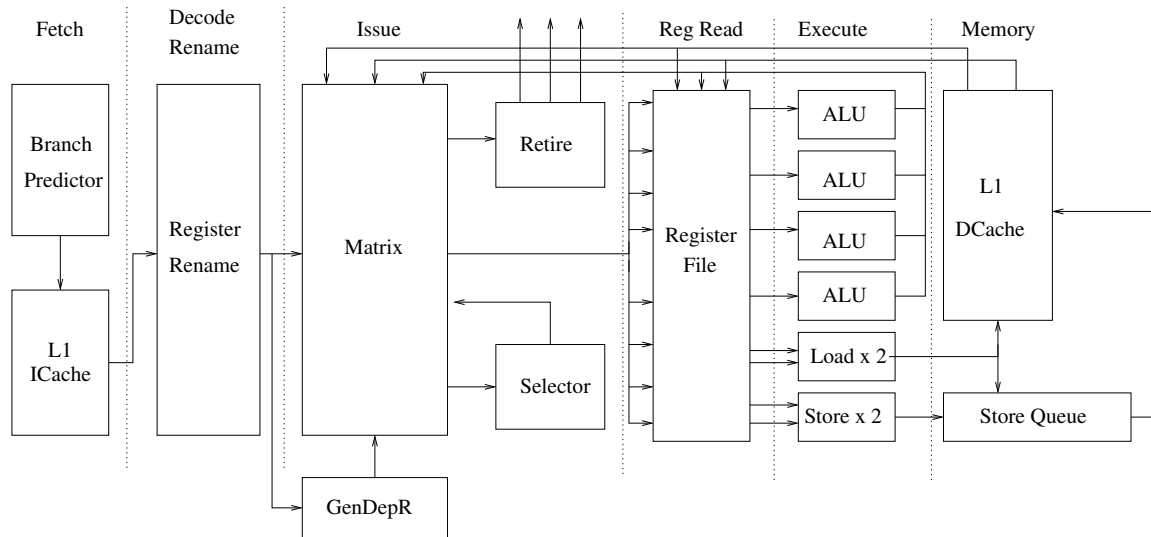 Fetch
Decode
Rename
Issue
Reg Read
Execute
Memory
Branch
Predictor
L1
ICache
Register
Rename
Matrix
Retire
Selector
GenDepR
Register
File
ALU
ALU
ALU
ALU
Load x 2
Store x 2
L1
DCache
Store Queue